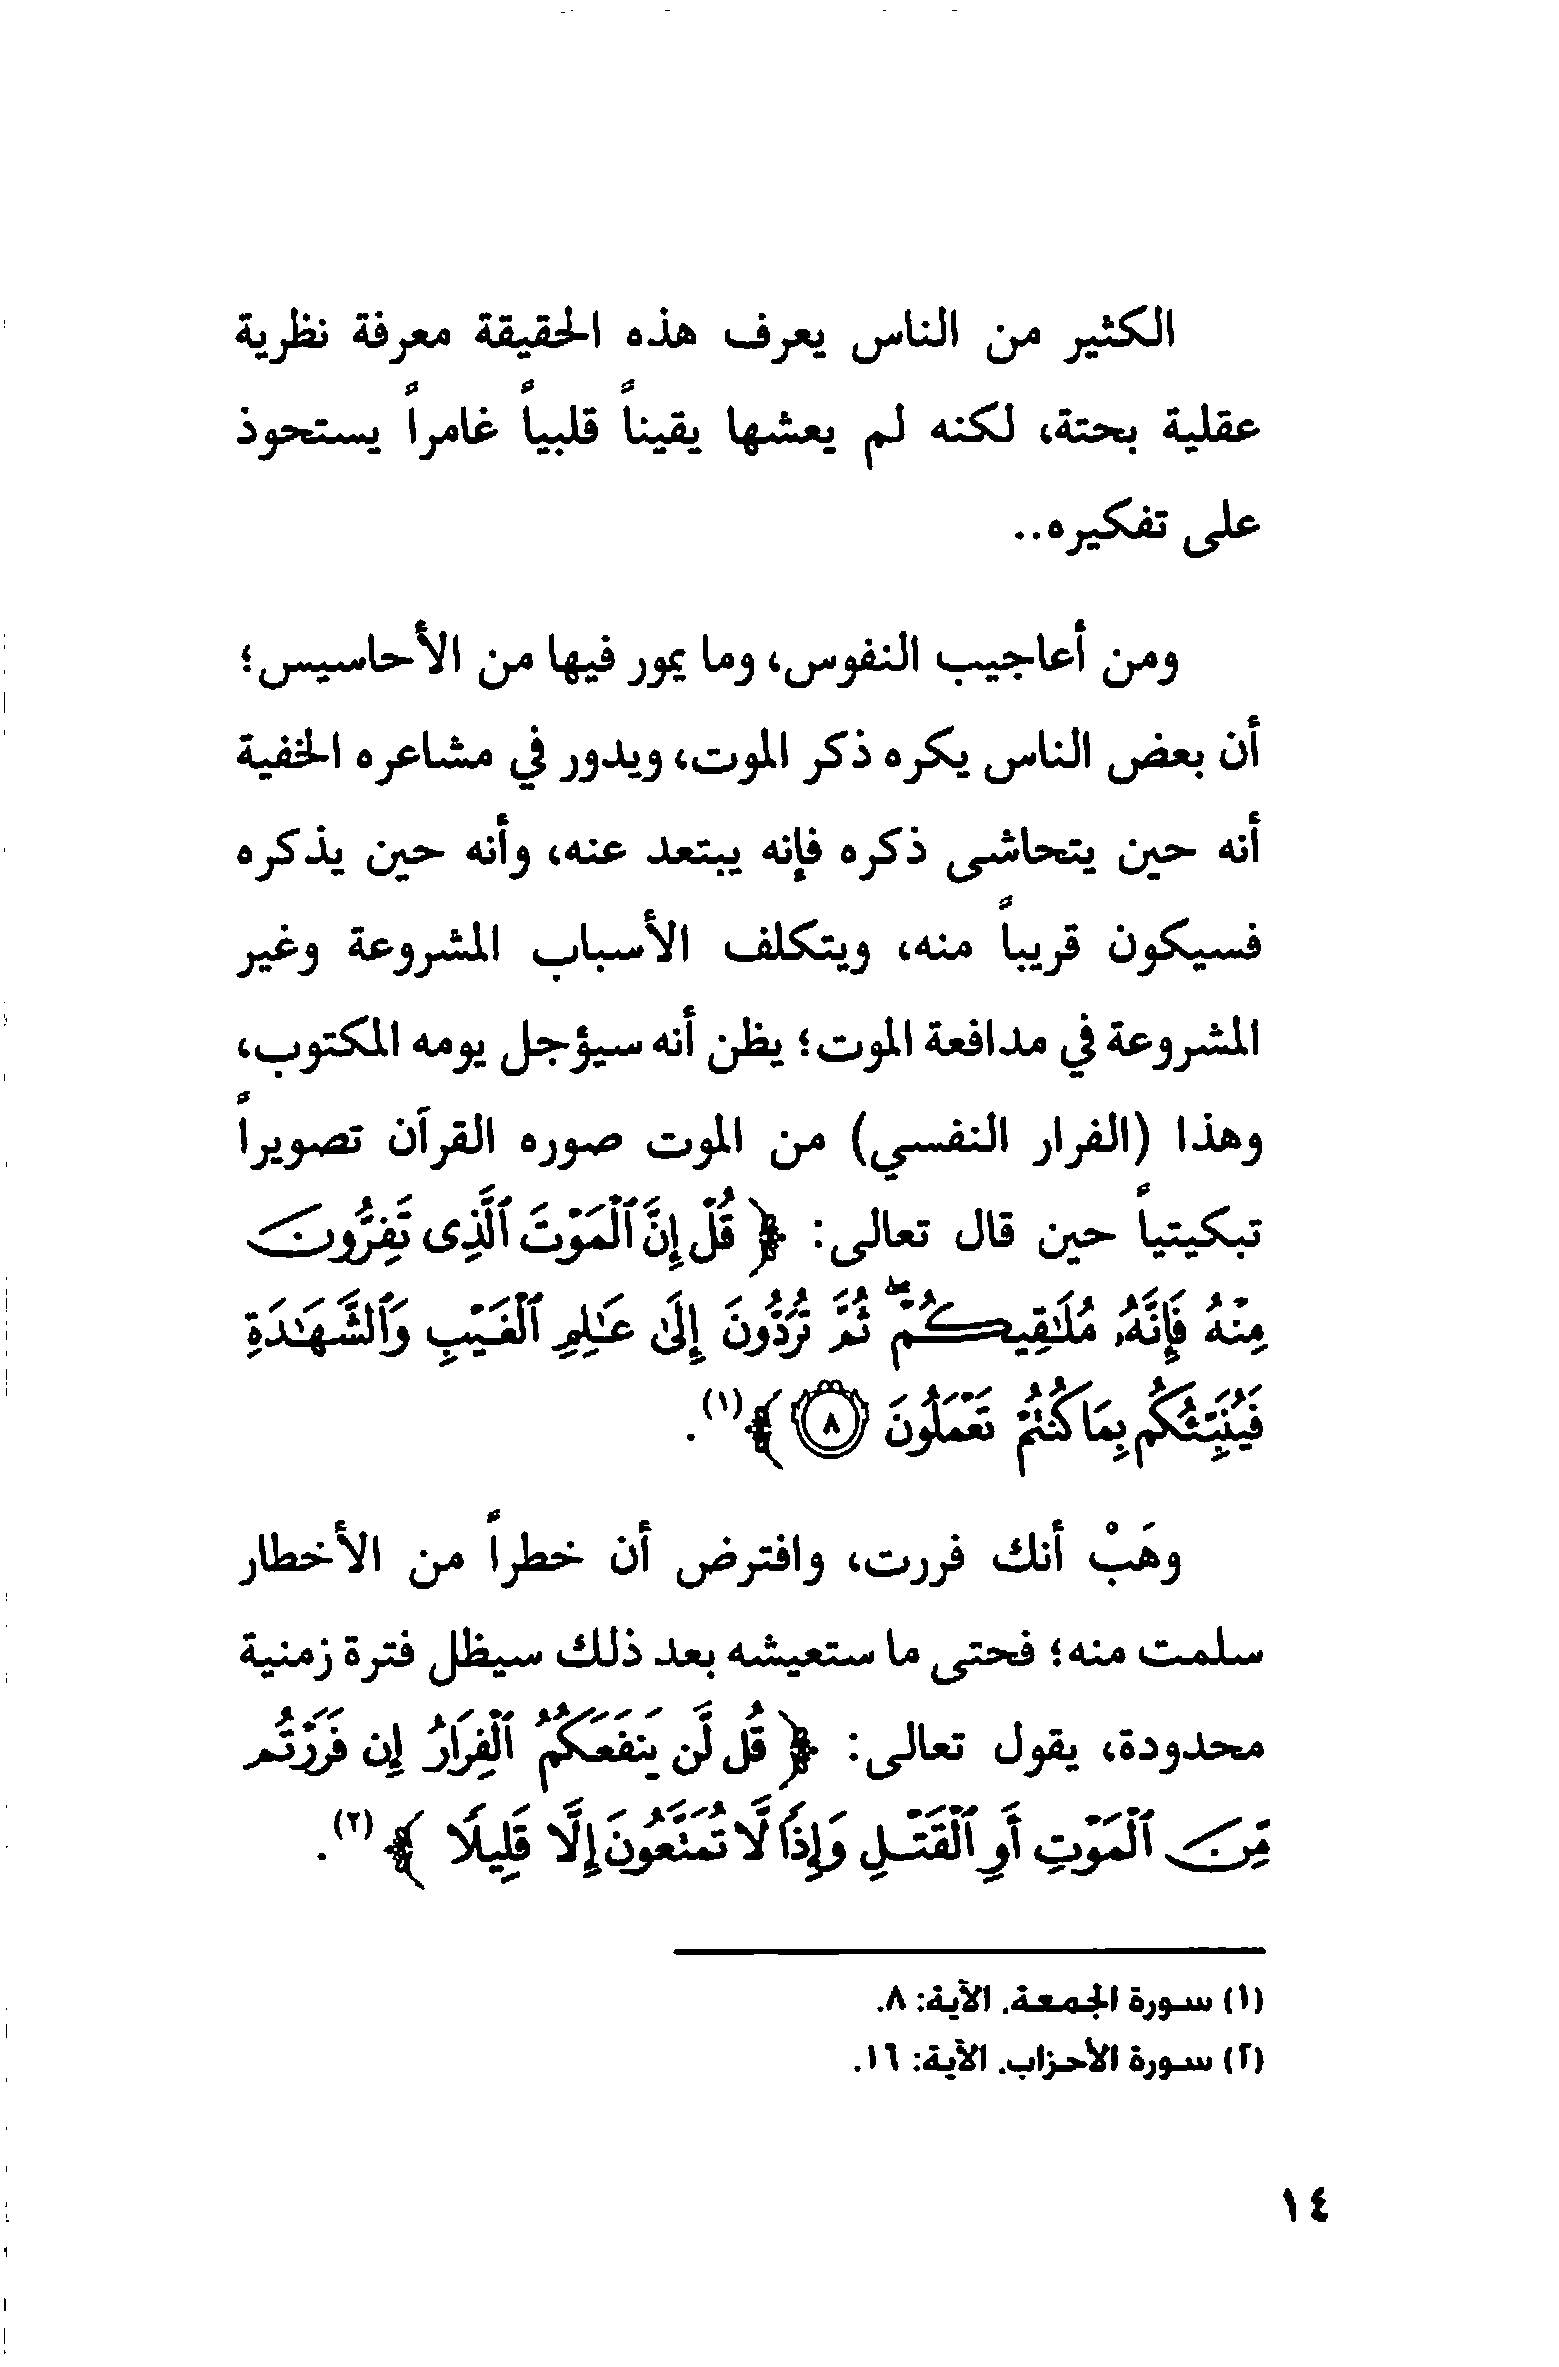 الكثير من الناس يعرف هذه الحقيقة معرفة نظرية
عقلية بحتة، لكنه لم يعشها يقيناً قلبياً غامراً يستحوذ
على تفكيره..
ومن أعاجيب النفوس، وما يمور فيها من الأحاسيس؛
أن بعض الناس يكره ذكر الموت، ويدور في مشاعره الخفية
أنه حين يتحاشى ذكره فإنه يبتعد عنه، وأنه حين يذكره
فسيكون قريباً منه، ويتكلف الأسباب المشروعة وغير
المشروعة في مدافعة الموت؛ يظن أنه سيؤجل يومه المكتوب،
وهذا (الفرار النفسي) من الموت صوره القرآن تصويراً
تبكيتياً حين قال تعالى: ﴿ قُلْ إِنَّ ٱلْمَوْتَ ٱلَّذِى تَفِرُّونَ
مِنْهُ فَإِنَّهُۥ مُلَٰقِيكُمْ ۖ ثُمَّ تُرَدُّونَ إِلَىٰ عَٰلِمِ ٱلْغَيْبِ وَٱلشَّهَٰدَةِ
فَيُنَبِّئُكُم بِمَا كُنتُمْ تَعْمَلُونَ ٨ ﴾(١).
وهَبْ أنك فررت، وافترض أن خطراً من الأخطار
سلمت منه؛ فحتى ما ستعيشه بعد ذلك سيظل فترة زمنية
محدودة، يقول تعالى: ﴿ قُل لَّن يَنفَعَكُمُ ٱلْفِرَارُ إِن فَرَرْتُم
مِّنَ ٱلْمَوْتِ أَوِ ٱلْقَتْلِ وَإِذًا لَّا تُمَتَّعُونَ إِلَّا قَلِيلًا ﴾(٢).
(١) سورة الجمعة. الآية: ٨.
(٢) سورة الأحزاب. الآية: ١٦.
١٤